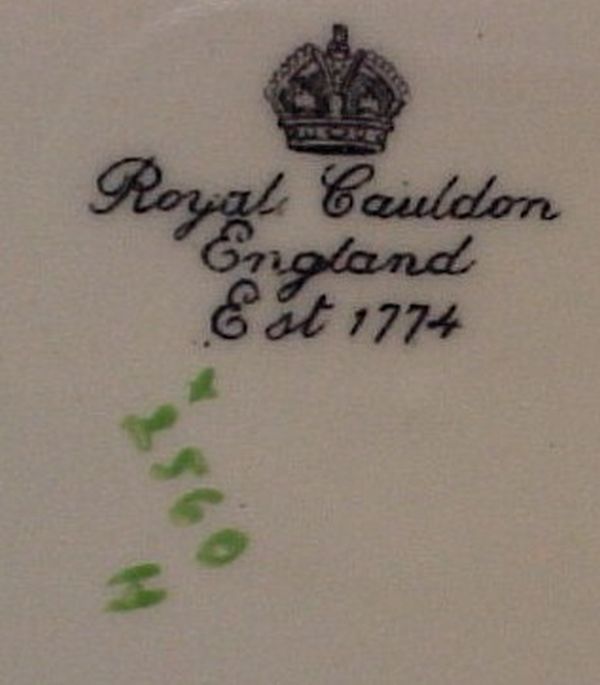 Royal Cauldon
England
Est 1774
H